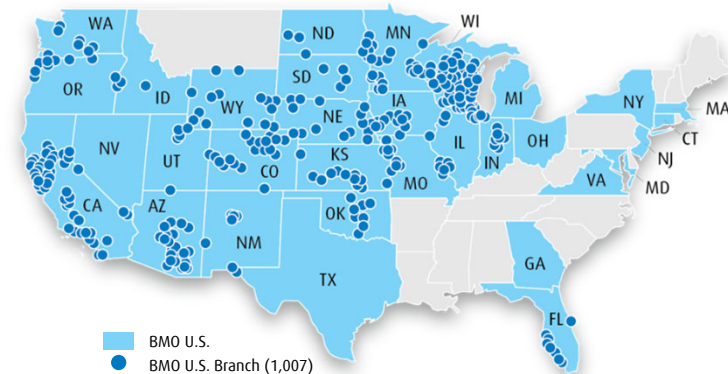 WI
WA
ND
MN
OR
ID
SD
WY
MI
NY
MA
IA
NE
NV
UT
IL
IN
OH
CT
NJ
KS
CO
MO
VA
MD
CA
AZ
OK
NM
GA
TX
FL
BMO U.S.
BMO U.S. Branch (1,007)